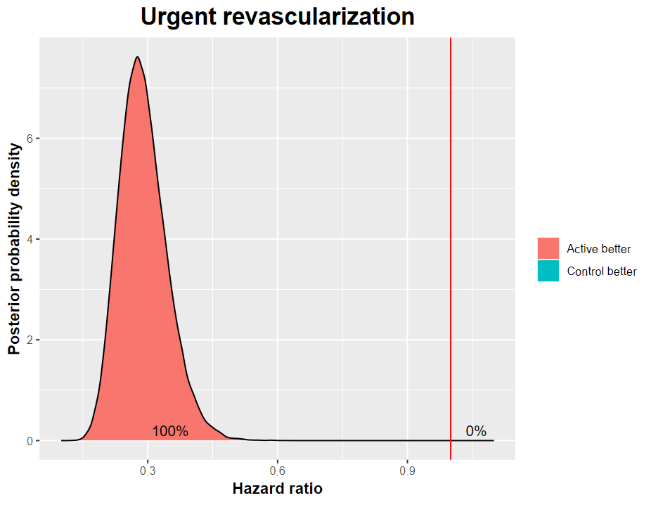 Urgent revascularization
Posterior probability density
6
4
2
0
100%
0%
0.3
0.6
0.9
Hazard ratio
Active better
Control better